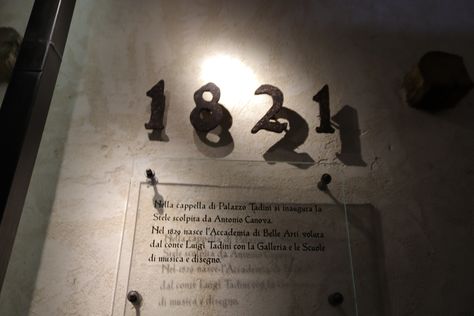 1821
Nella cappella di Palazzo Tadini si inaugura la
Stele scolpita da Antonio Canova.
Nel 1829 nasce l'Accademia di Belle Arti, voluta
dal conte Luigi Tadini con la Galleria e le Scuole
di musica e disegno.